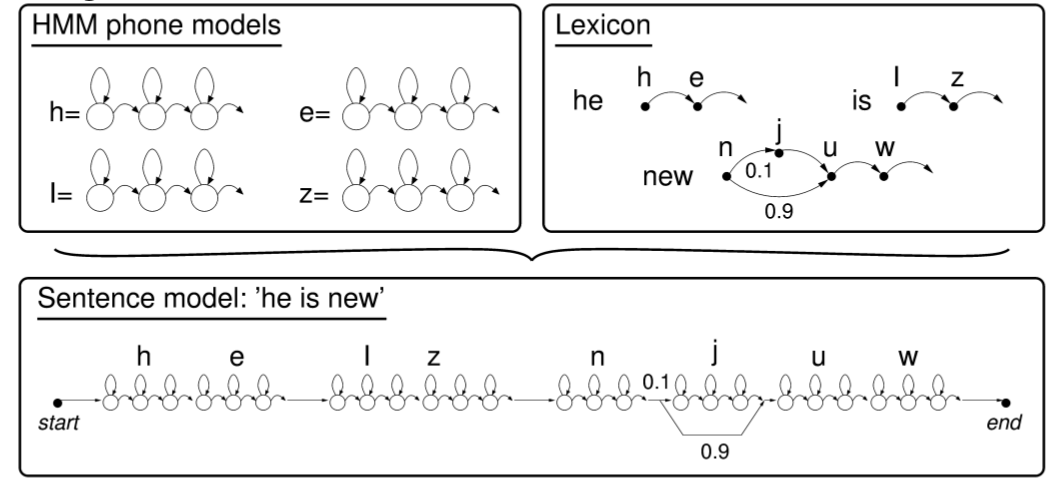 HMM phone models
h=
e=
I=
z=
Lexicon
he
h e
is
I z
new
n j u w
0.1
0.9
Sentence model: 'he is new'
h e I z n j u w
0.1
start
end
0.9